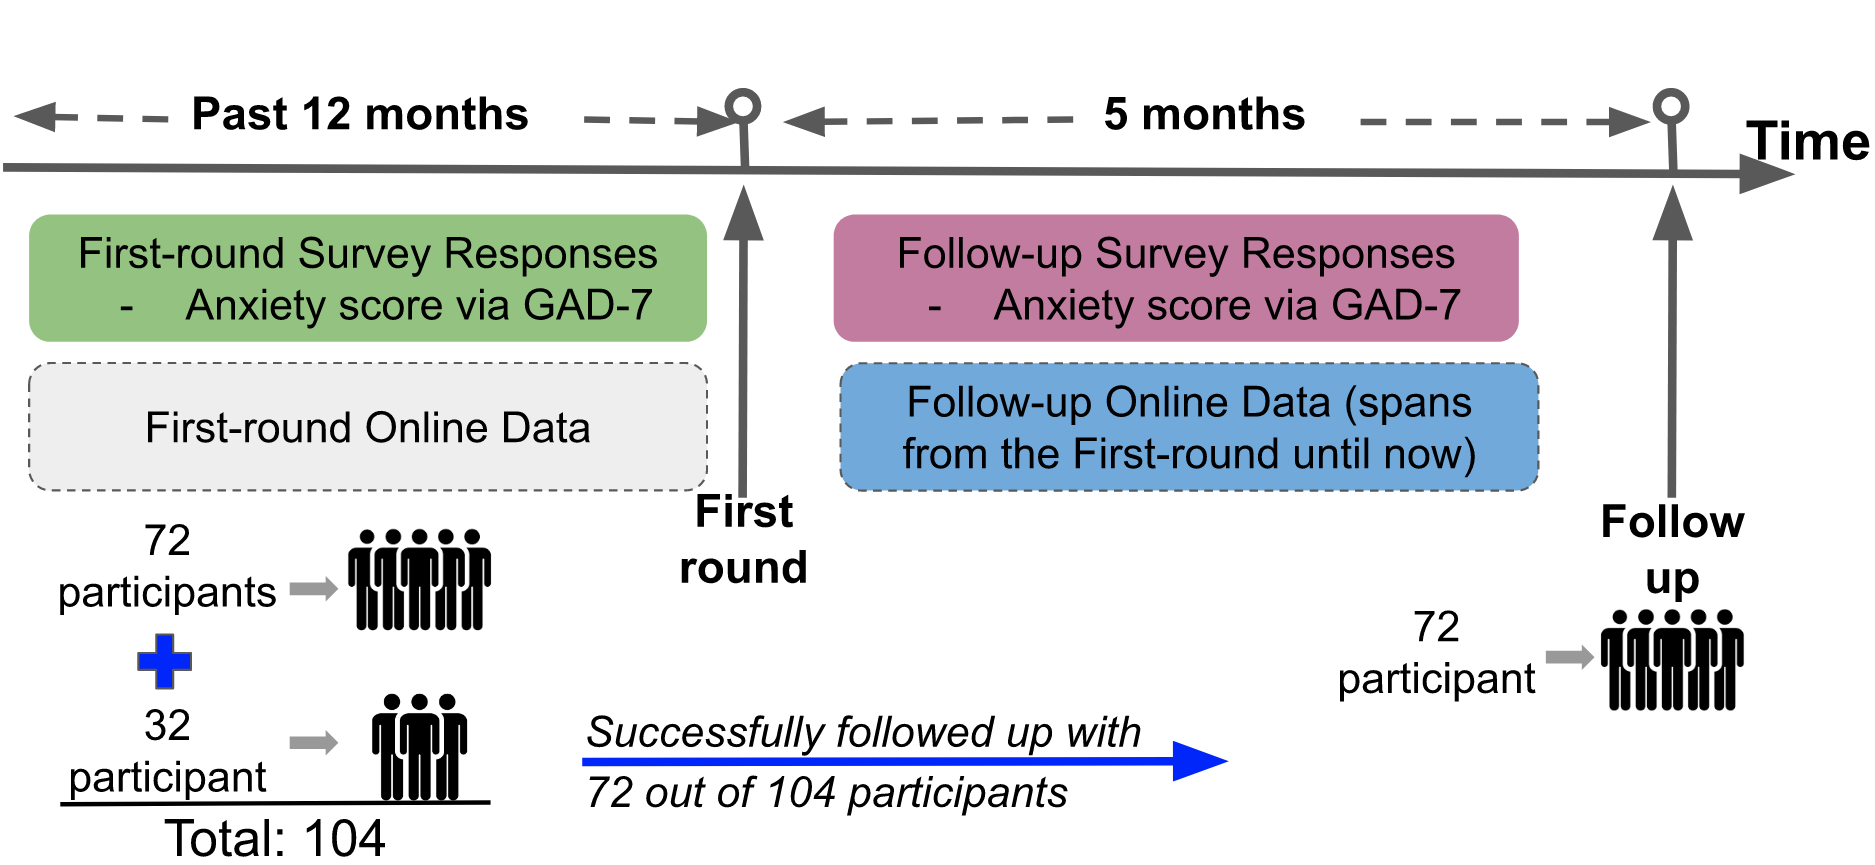 Past 12 months
5 months
Time
First-round Survey Responses
- Anxiety score via GAD-7
First-round Online Data
Follow-up Survey Responses
- Anxiety score via GAD-7
Follow-up Online Data (spans
from the First-round until now)
First
round
Follow
up
72
participants
32
participant
Total: 104
Successfully followed up with
72 out of 104 participants
72
participant